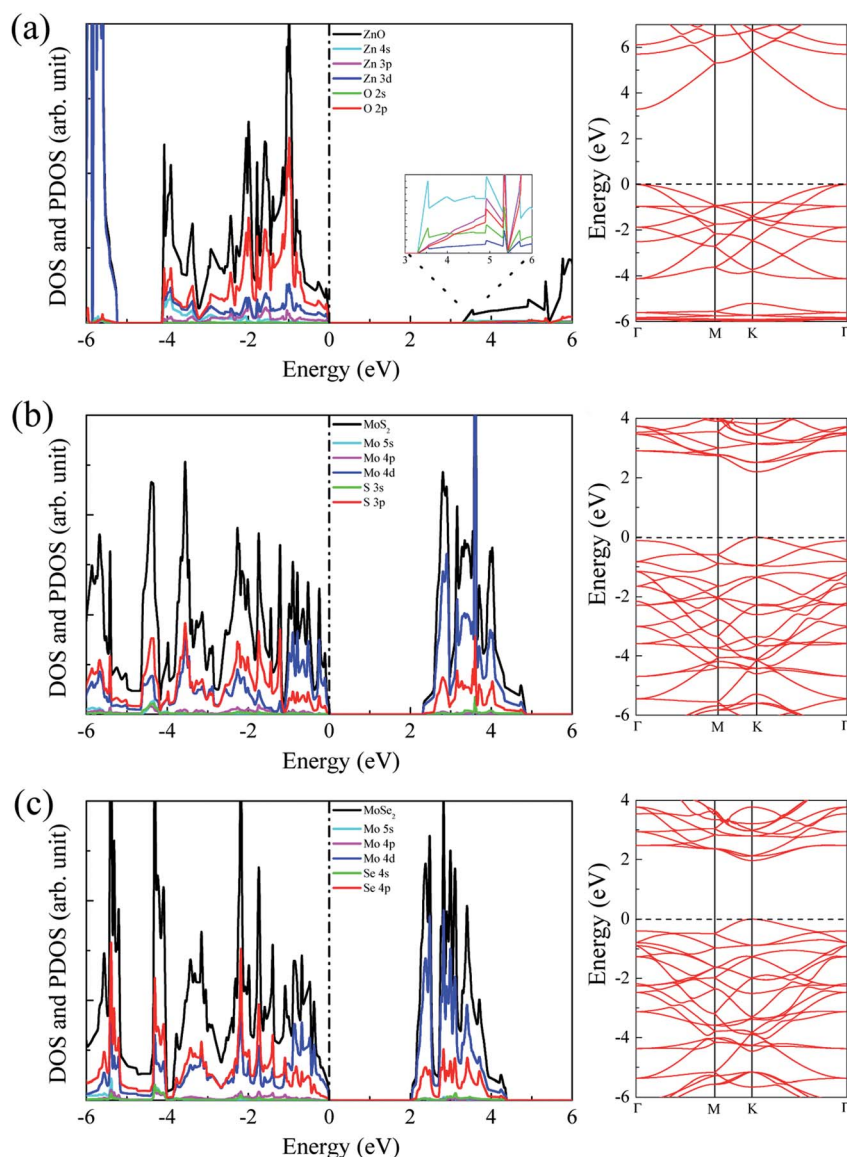 (a)
DOS and PDOS (arb. unit)
ZnO
Zn 4s
Zn 3p
Zn 3d
O 2s
O 2p
3 4 5 6
-6 -4 -2 0 2 4 6
Energy (eV)
Energy (eV)
6
4
2
0
-2
-4
-6
Γ M K Γ
(b)
DOS and PDOS (arb. unit)
MoS₂
Mo 5s
Mo 4p
Mo 4d
S 3s
S 3p
-6 -4 -2 0 2 4 6
Energy (eV)
Energy (eV)
4
2
0
-2
-4
-6
Γ M K Γ
(c)
DOS and PDOS (arb. unit)
MoSe₂
Mo 5s
Mo 4p
Mo 4d
Se 4s
Se 4p
-6 -4 -2 0 2 4 6
Energy (eV)
Energy (eV)
4
2
0
-2
-4
-6
Γ M K Γ